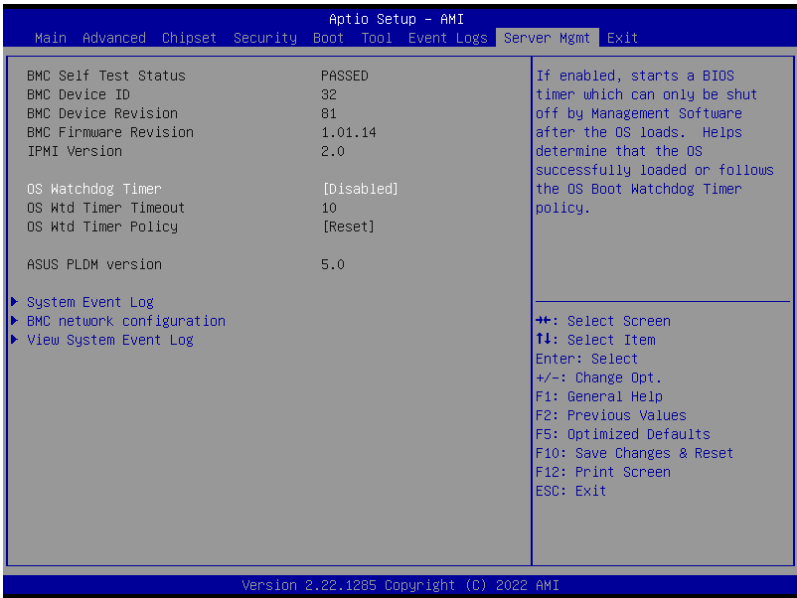 Aptio Setup - AMI
Main Advanced Chipset Security Boot Tool Event Logs Server Mgmt Exit
BMC Self Test Status PASSED
BMC Device ID 32
BMC Device Revision 81
BMC Firmware Revision 1.01.14
IPMI Version 2.0
OS Watchdog Timer [Disabled]
OS Wtd Timer Timeout 10
OS Wtd Timer Policy [Reset]
ASUS PLDM version 5.0
System Event Log
BMC network configuration
View System Event Log
If enabled, starts a BIOS
timer which can only be shut
off by Management Software
after the OS loads. Helps
determine that the OS
successfully loaded or follows
the OS Boot Watchdog Timer
policy.
→←: Select Screen
↑↓: Select Item
Enter: Select
+/-: Change Opt.
F1: General Help
F2: Previous Values
F5: Optimized Defaults
F10: Save Changes & Reset
F12: Print Screen
ESC: Exit
Version 2.22.1285 Copyright (C) 2022 AMI